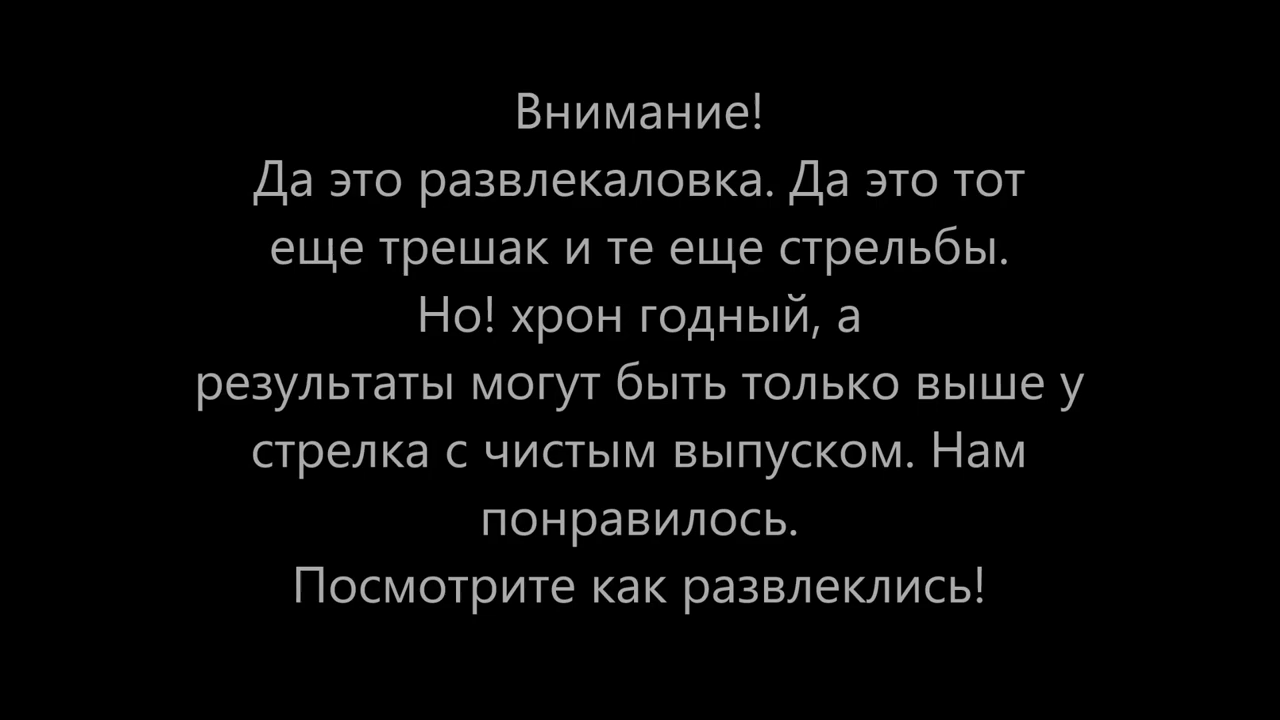 Внимание!
Да это развлекаловка. Да это тот
еще трешак и те еще стрельбы.
Но! хрон годный, а
результаты могут быть только выше у
стрелка с чистым выпуском. Нам
понравилось.
Посмотрите как развлеклись!